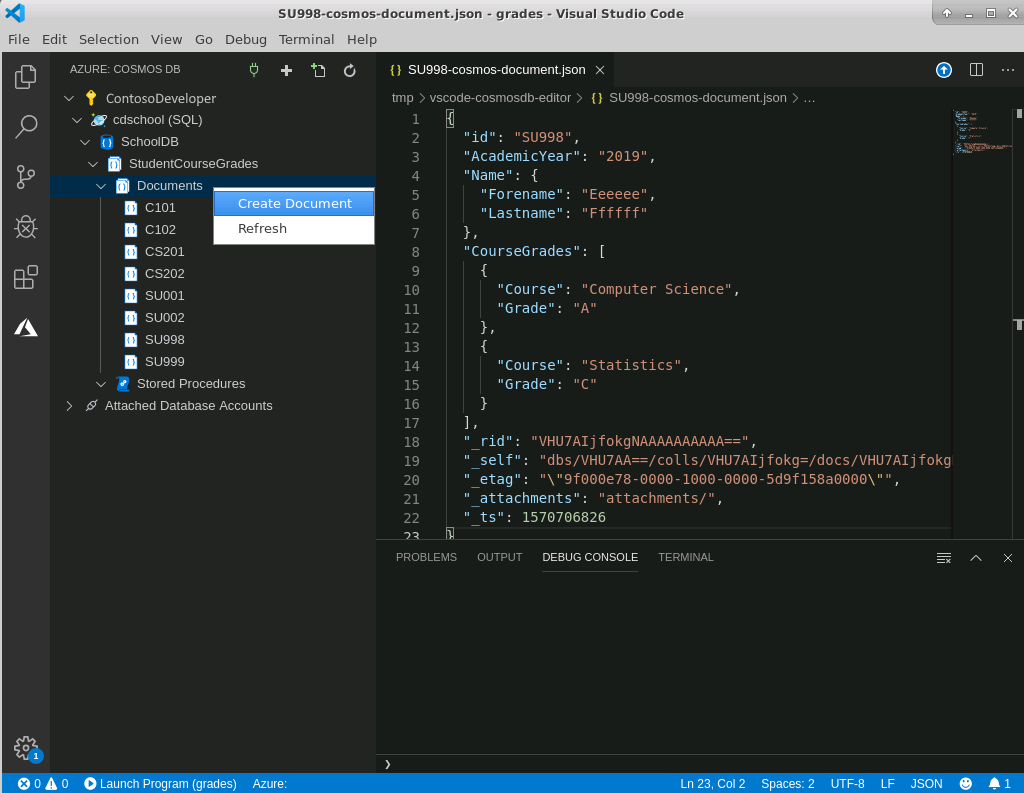 SU998-cosmos-document.json - grades - Visual Studio Code
File Edit Selection View Go Debug Terminal Help
AZURE: COSMOS DB
ContosoDeveloper
cdschool (SQL)
SchoolDB
StudentCourseGrades
Documents
C101
C102
CS201
CS202
SU001
SU002
SU998
SU999
Stored Procedures
Attached Database Accounts
Create Document
Refresh
{} SU998-cosmos-document.json
tmp > vscode-cosmosdb-editor > {} SU998-cosmos-document.json > ...
1 {
2 "id": "SU998",
3 "AcademicYear": "2019",
4 "Name": {
5 "Forename": "Eeeeee",
6 "Lastname": "Ffffff"
7 },
8 "CourseGrades": [
9 {
10 "Course": "Computer Science",
11 "Grade": "A"
12 },
13 {
14 "Course": "Statistics",
15 "Grade": "C"
16 }
17 ],
18 "_rid": "VHU7AIjfokgNAAAAAAAAAA==",
19 "_self": "dbs/VHU7AA==/colls/VHU7AIjfokg=/docs/VHU7AIjfokg
20 "_etag": "\"9f000e78-0000-1000-0000-5d9f158a0000\"",
21 "_attachments": "attachments/",
22 "_ts": 1570706826
23 }
PROBLEMS OUTPUT DEBUG CONSOLE TERMINAL
❯
1
0 0 Launch Program (grades) Azure: Ln 23, Col 2 Spaces: 2 UTF-8 LF JSON 1